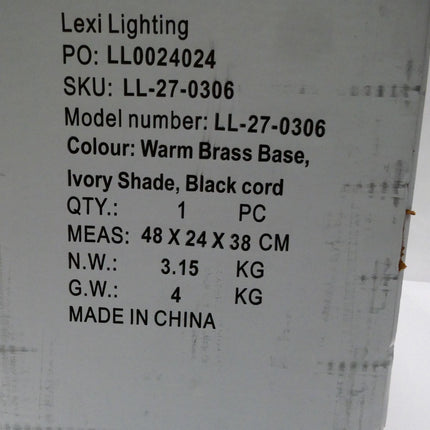 Lexi Lighting
PO: LL0024024
SKU: LL-27-0306
Model number: LL-27-0306
Colour: Warm Brass Base,
Ivory Shade, Black cord
QTY.: 1 PC
MEAS: 48 X 24 X 38 CM
N.W.: 3.15 KG
G.W.: 4 KG
MADE IN CHINA